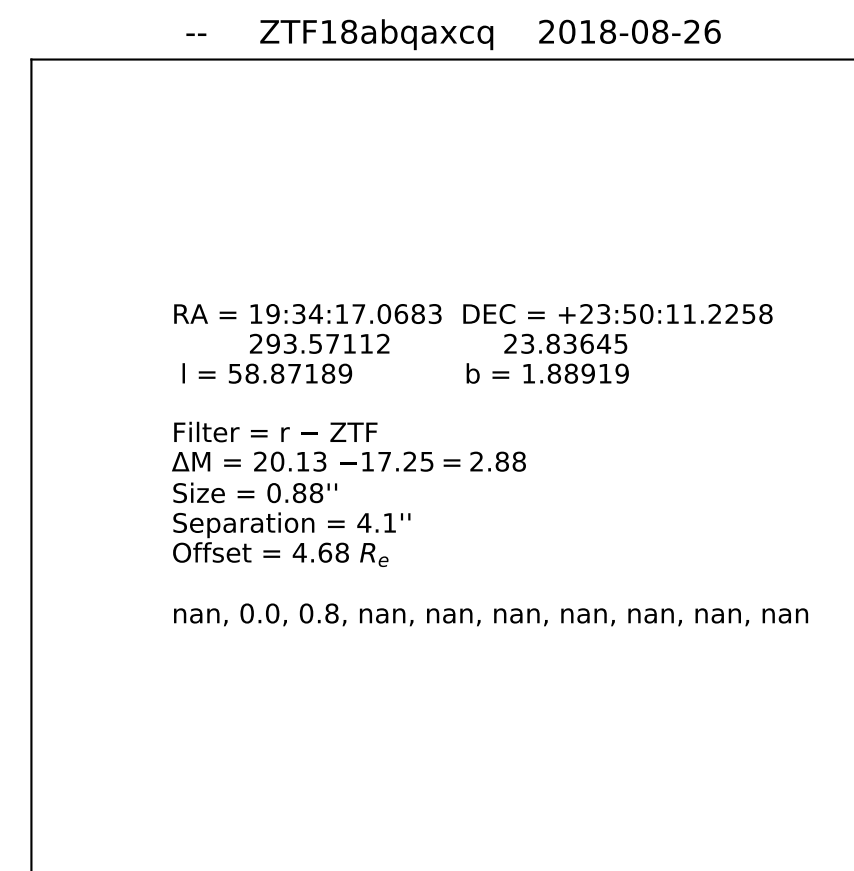 -- ZTF18abqaxcq 2018-08-26
RA = 19:34:17.0683 DEC = +23:50:11.2258
293.57112 23.83645
l = 58.87189 b = 1.88919
Filter = r − ZTF
ΔM = 20.13 −17.25 = 2.88
Size = 0.88''
Separation = 4.1''
Offset = 4.68 Re
nan, 0.0, 0.8, nan, nan, nan, nan, nan, nan, nan